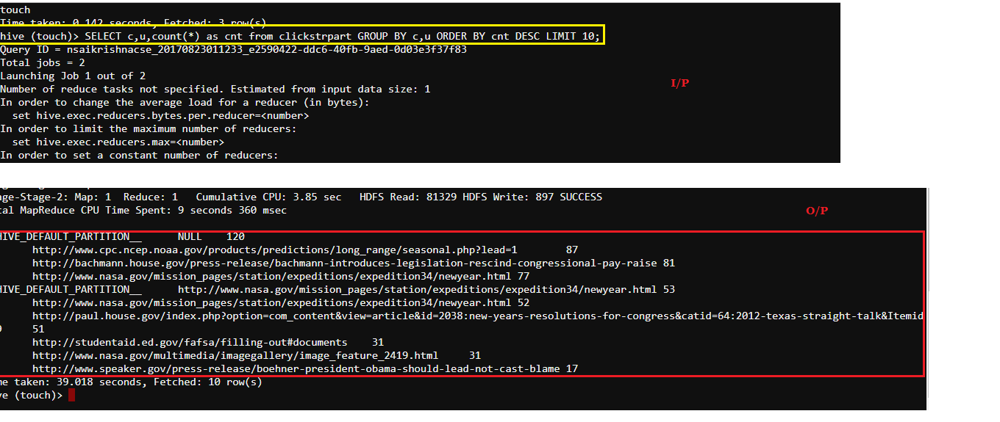 touch
Time taken: 0.142 seconds, Fetched: 3 row(s)
hive (touch)> SELECT c,u,count(*) as cnt from clickstrpart GROUP BY c,u ORDER BY cnt DESC LIMIT 10;
Query ID = nsaikrishnacse_20170823011233_e2590422-ddc6-40fb-9aed-0d03e3f37f83
Total jobs = 2
Launching Job 1 out of 2
I/P
Number of reduce tasks not specified. Estimated from input data size: 1
In order to change the average load for a reducer (in bytes):
set hive.exec.reducers.bytes.per.reducer=<number>
In order to limit the maximum number of reducers:
set hive.exec.reducers.max=<number>
In order to set a constant number of reducers:
age-Stage-2: Map: 1 Reduce: 1 Cumulative CPU: 3.85 sec HDFS Read: 81329 HDFS Write: 897 SUCCESS
tal MapReduce CPU Time Spent: 9 seconds 360 msec
O/P
HIVE_DEFAULT_PARTITION__ NULL 120
http://www.cpc.ncep.noaa.gov/products/predictions/long_range/seasonal.php?lead=1 87
http://bachmann.house.gov/press-release/bachmann-introduces-legislation-rescind-congressional-pay-raise 81
http://www.nasa.gov/mission_pages/station/expeditions/expedition34/newyear.html 77
HIVE_DEFAULT_PARTITION__ http://www.nasa.gov/mission_pages/station/expeditions/expedition34/newyear.html 53
http://www.nasa.gov/mission_pages/station/expeditions/expedition34/newyear.html 52
http://paul.house.gov/index.php?option=com_content&view=article&id=2038:new-years-resolutions-for-congress&catid=64:2012-texas-straight-talk&Itemid
51
http://studentaid.ed.gov/fafsa/filling-out#documents 31
http://www.nasa.gov/multimedia/imagegallery/image_feature_2419.html 31
http://www.speaker.gov/press-release/boehner-president-obama-should-lead-not-cast-blame 17
me taken: 39.018 seconds, Fetched: 10 row(s)
ve (touch)>